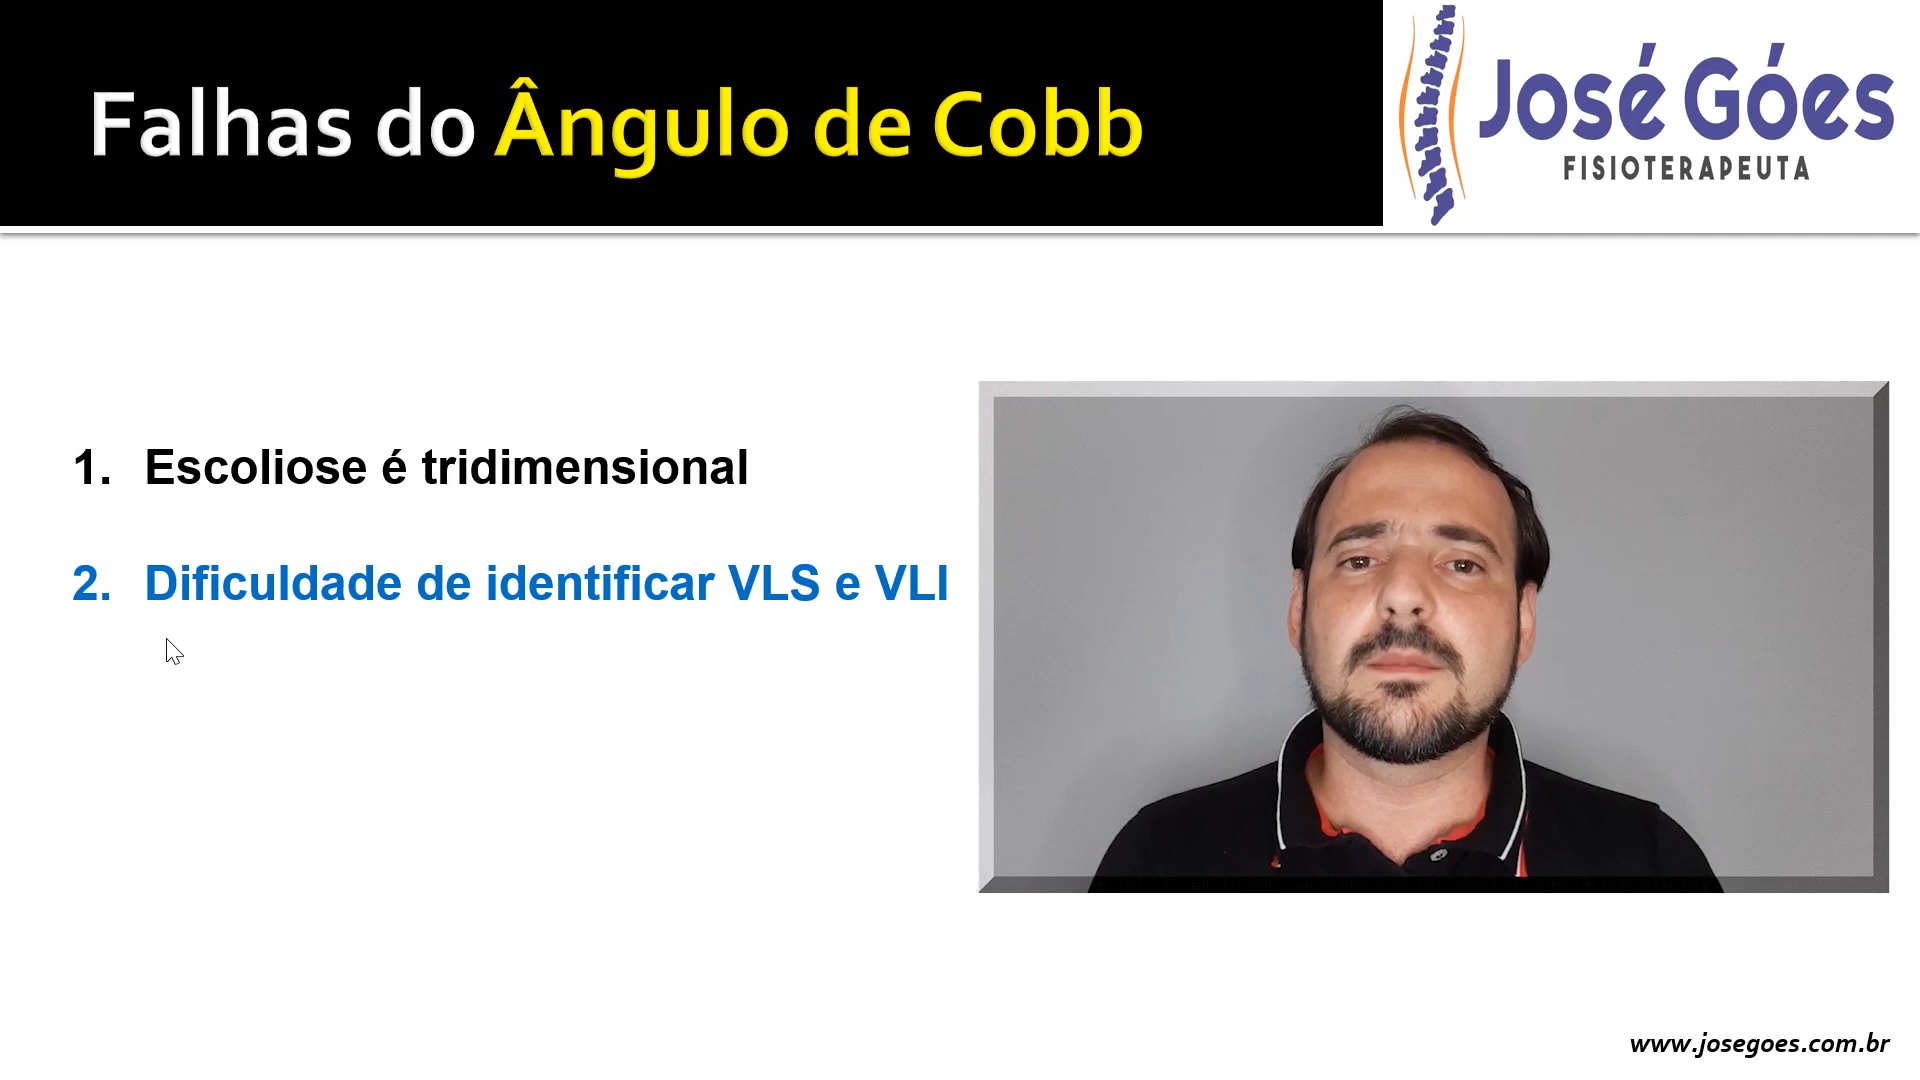 Falhas do Ângulo de Cobb
José Góes
FISIOTERAPEUTA
1. Escoliose é tridimensional
2. Dificuldade de identificar VLS e VLI
www.josegoes.com.br